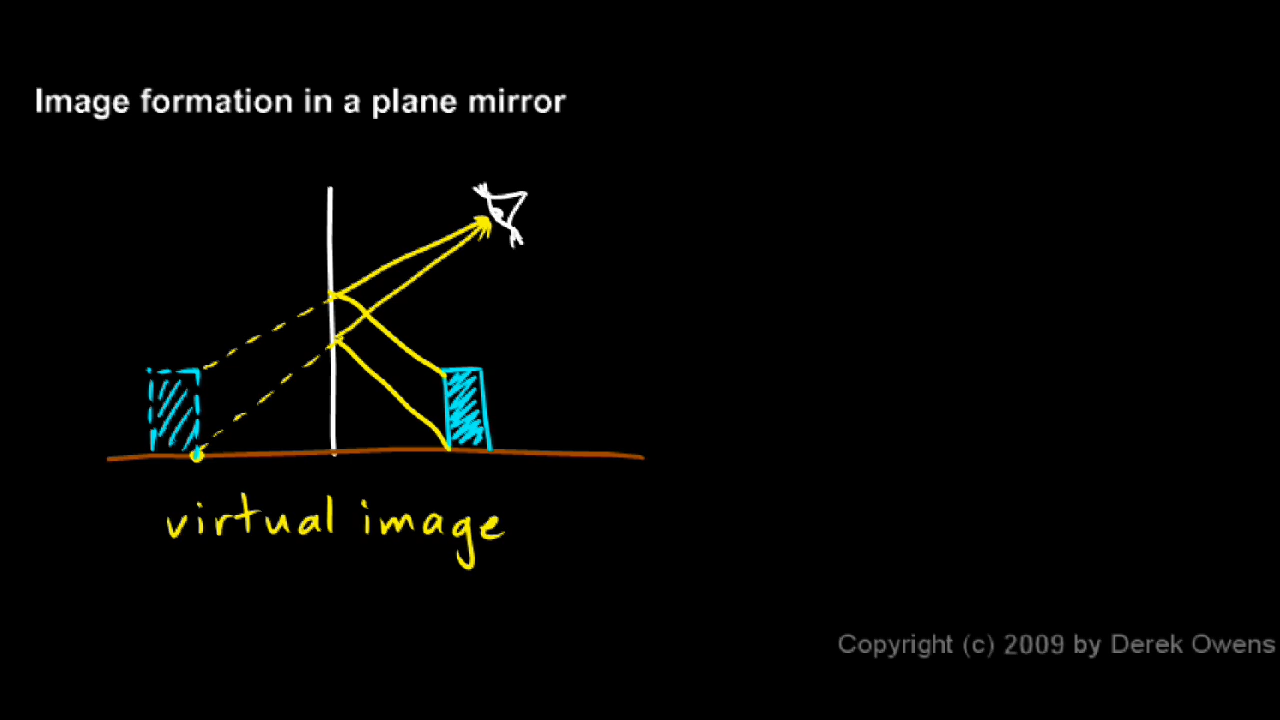 Image formation in a plane mirror
virtual image
Copyright (c) 2009 by Derek Owens